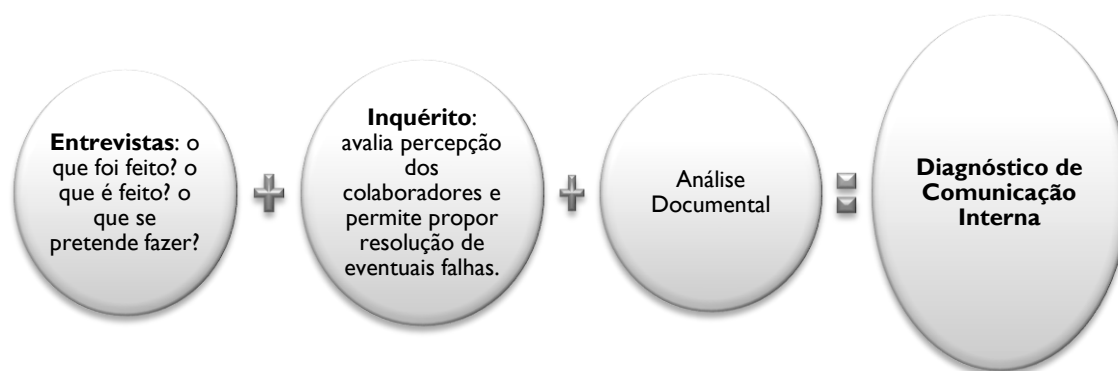 Entrevistas: o
que foi feito? o
que é feito? o
que se
pretende fazer?
+
Inquérito:
avalia percepção
dos
colaboradores e
permite propor
resolução de
eventuais falhas.
+
Análise
Documental
=
Diagnóstico de
Comunicação
Interna